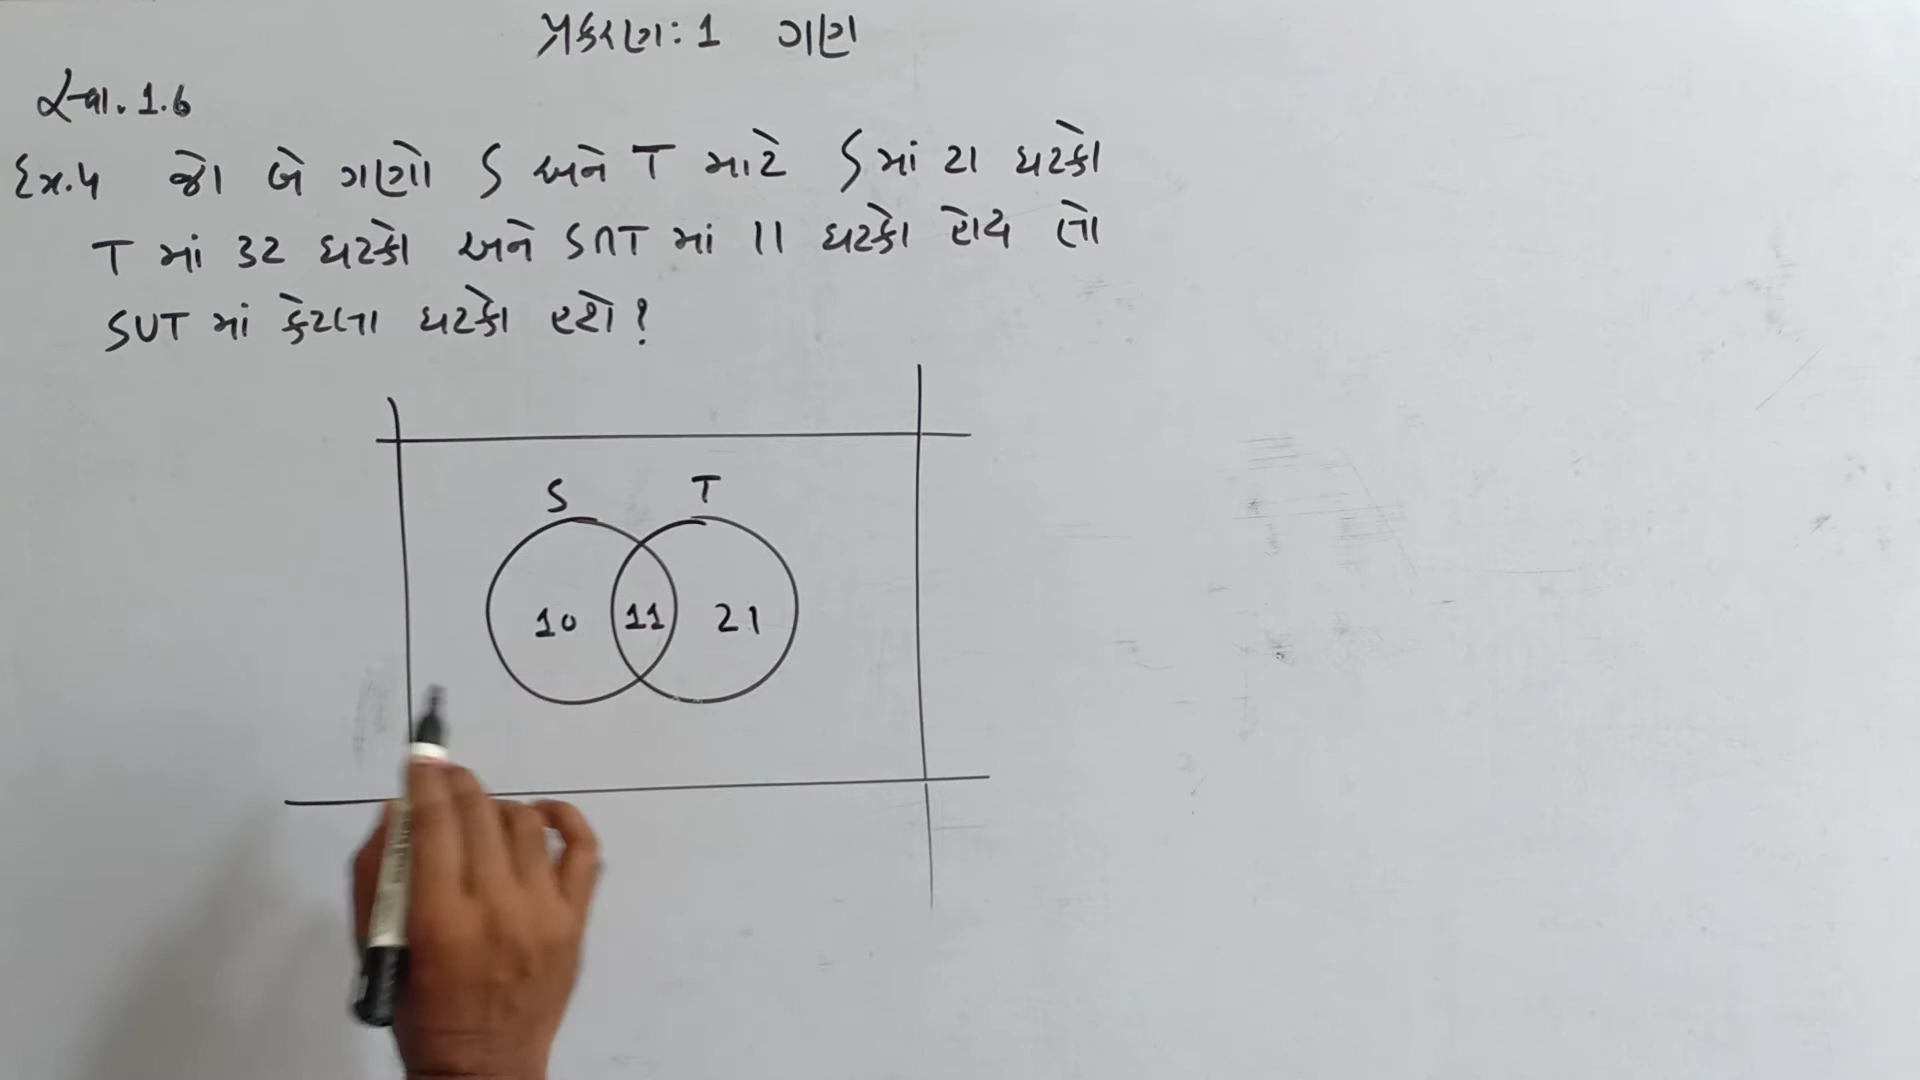 પ્રકરણ: 1 ગણ
સ્વા. 1.6
Ex.4 જો બે ગણો S અને T માટે S માં 21 ઘટકો
T માં 32 ઘટકો અને S∩T માં 11 ઘટકો હોય તો
S∪T માં કેટલા ઘટકો હશે?
S T
10 11 21